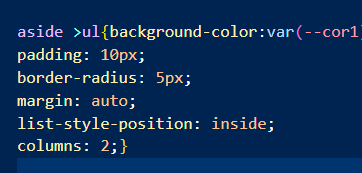 aside >ul{background-color:var(--cor1)
padding: 10px;
border-radius: 5px;
margin: auto;
list-style-position: inside;
columns: 2;}